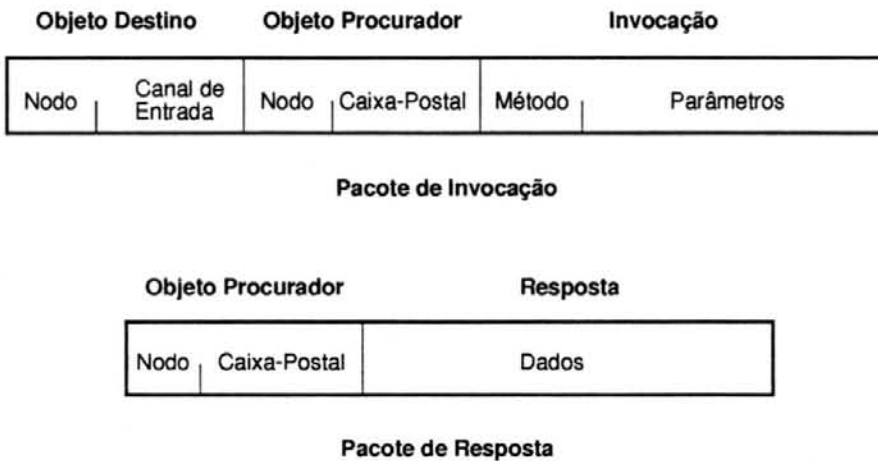 Objeto Destino Objeto Procurador Invocação
Nodo Canal de Entrada Nodo Caixa-Postal Método Parâmetros
Pacote de Invocação
Objeto Procurador Resposta
Nodo Caixa-Postal Dados
Pacote de Resposta